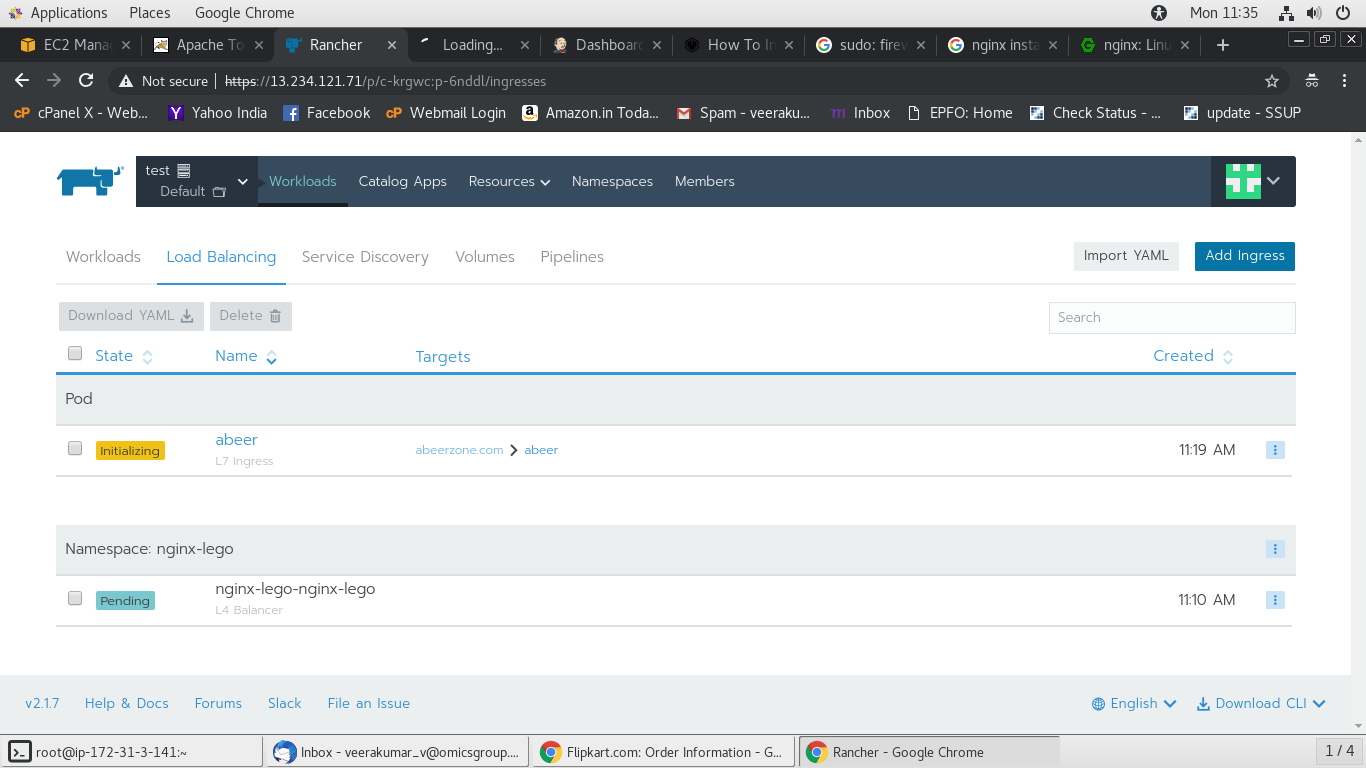 Applications Places Google Chrome Mon 11:35
EC2 Mana Apache To Rancher Loading... Dashboard How To In sudo: firew nginx insta nginx: Linu
Not secure https://13.234.121.71/p/c-krgwc:p-6nddl/ingresses
cP cPanel X - Web... Yahoo India Facebook cP Webmail Login Amazon.in Toda... Spam - veeraku... Inbox EPFO: Home Check Status - ... update - SSUP
test
Default
Workloads Catalog Apps Resources Namespaces Members
Workloads Load Balancing Service Discovery Volumes Pipelines Import YAML Add Ingress
Download YAML Delete Search
State Name Targets Created
Pod
Initializing abeer abeerzone.com abeer 11:19 AM
L7 Ingress
Namespace: nginx-lego
Pending nginx-lego-nginx-lego 11:10 AM
L4 Balancer
v2.1.7 Help & Docs Forums Slack File an Issue English Download CLI
root@ip-172-31-3-141:~ Inbox - veerakumar_v@omicsgroup.... Flipkart.com: Order Information - G... Rancher - Google Chrome 1 / 4